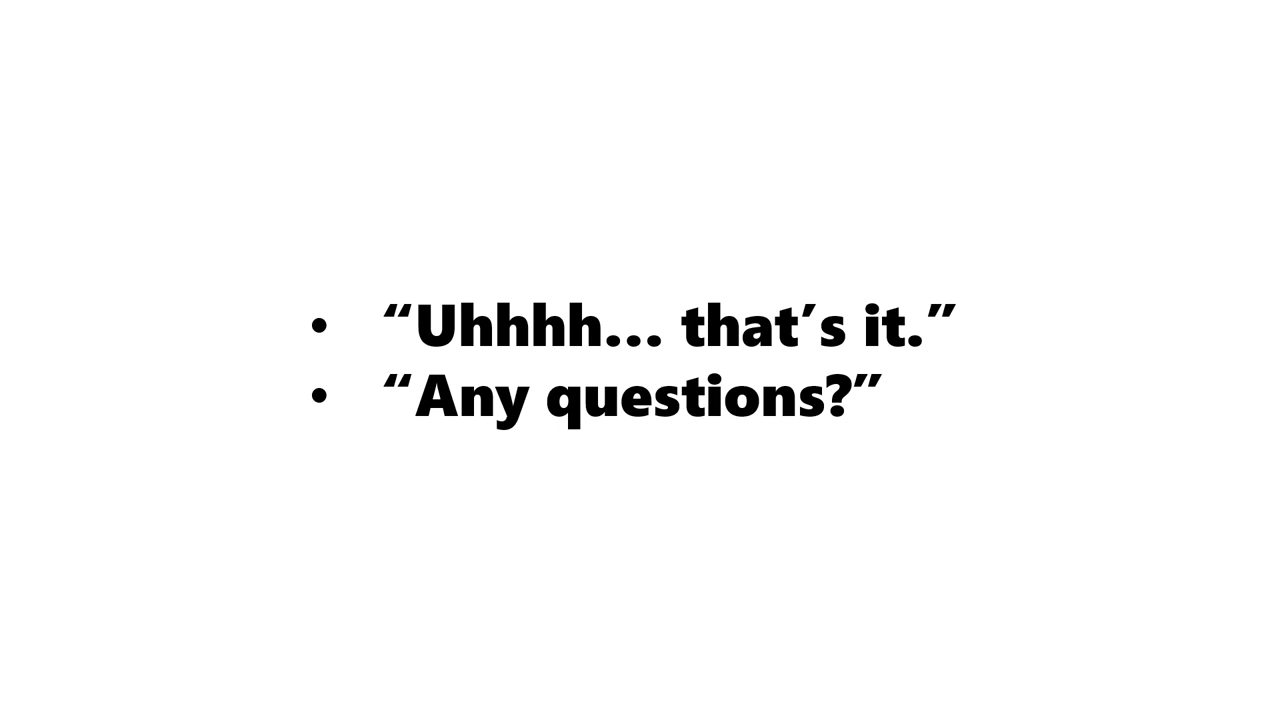 • “Uhhhh... that’s it.”
• “Any questions?”